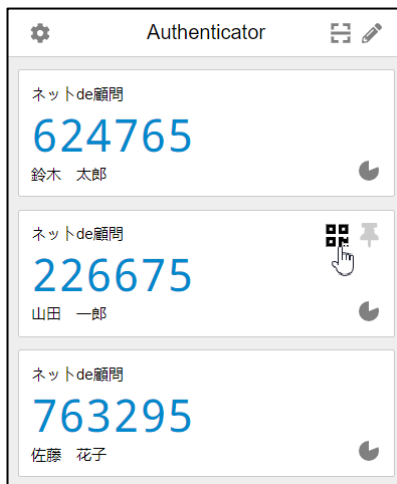 Authenticator
ネットde顧問
624765
鈴木　太郎
ネットde顧問
226675
山田　一郎
ネットde顧問
763295
佐藤　花子